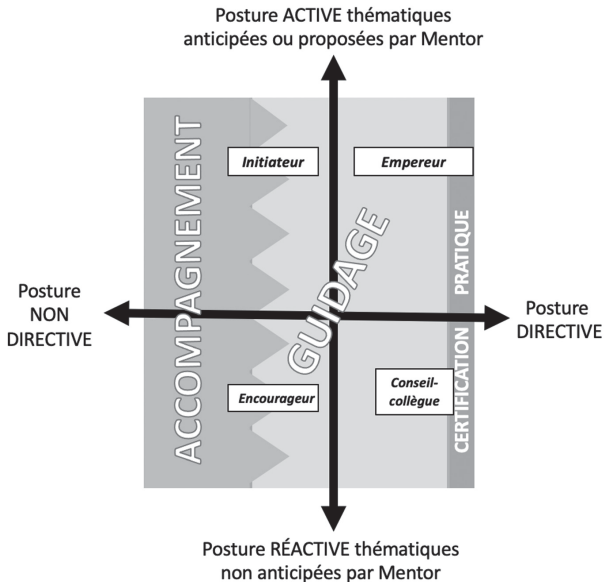 Posture ACTIVE thématiques
anticipées ou proposées par Mentor
ACCOMPAGNEMENT
Initiateur
Empereur
GUIDAGE
CERTIFICATION PRATIQUE
Posture
NON
DIRECTIVE
Posture
DIRECTIVE
Encourageur
Conseil-
collègue
Posture RÉACTIVE thématiques
non anticipées par Mentor